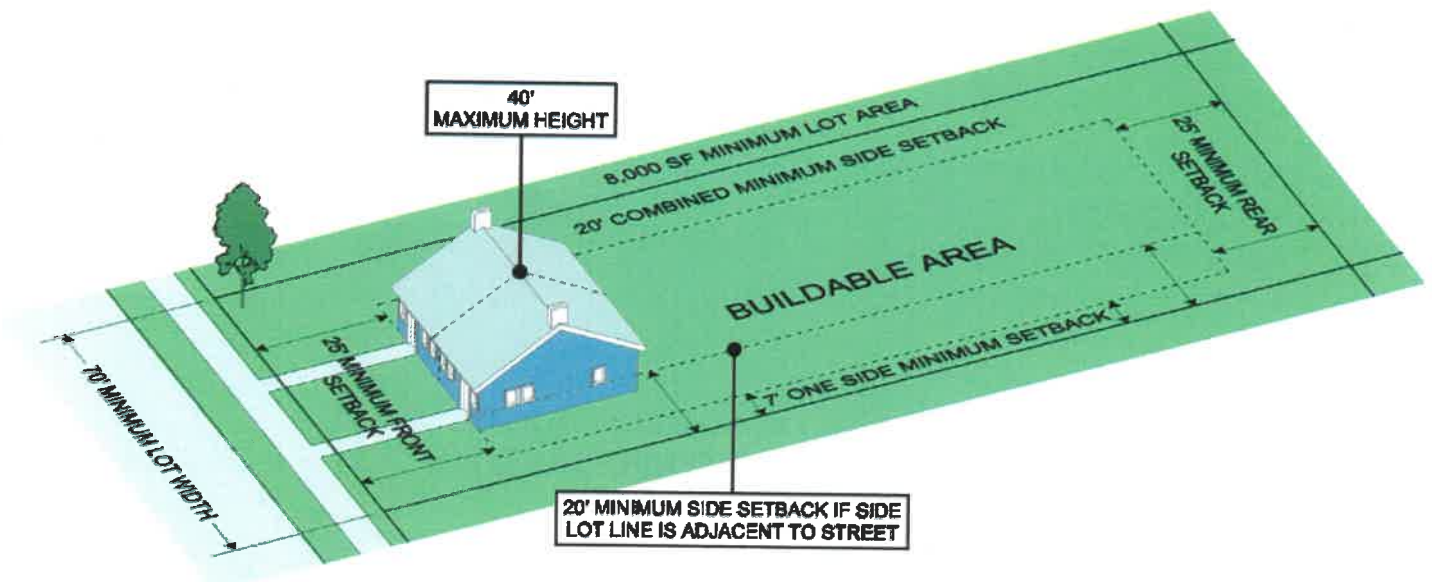 40'
MAXIMUM HEIGHT
8,000 SF MINIMUM LOT AREA
20' COMBINED MINIMUM SIDE SETBACK
25' MINIMUM REAR
SETBACK
BUILDABLE AREA
7' ONE SIDE MINIMUM SETBACK
25' MINIMUM FRONT
SETBACK
70' MINIMUM LOT WIDTH
20' MINIMUM SIDE SETBACK IF SIDE
LOT LINE IS ADJACENT TO STREET